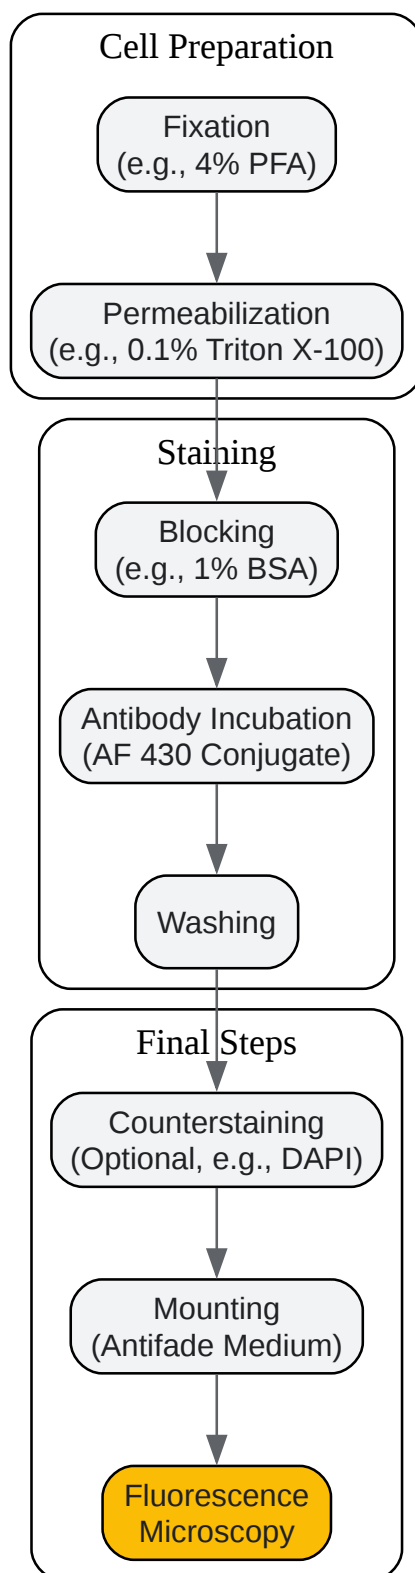 Cell Preparation
Fixation
(e.g., 4% PFA)
Permeabilization
(e.g., 0.1% Triton X-100)
Staining
Blocking
(e.g., 1% BSA)
Antibody Incubation
(AF 430 Conjugate)
Washing
Final Steps
Counterstaining
(Optional, e.g., DAPI)
Mounting
(Antifade Medium)
Fluorescence
Microscopy